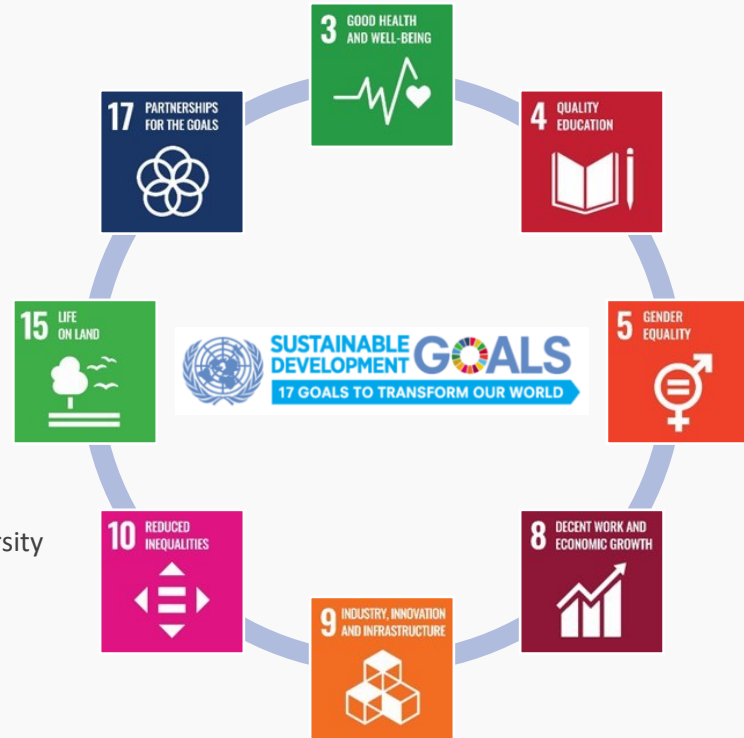 3 GOOD HEALTH
AND WELL-BEING
4 QUALITY
EDUCATION
5 GENDER
EQUALITY
8 DECENT WORK AND
ECONOMIC GROWTH
9 INDUSTRY, INNOVATION
AND INFRASTRUCTURE
10 REDUCED
INEQUALITIES
15 LIFE
ON LAND
17 PARTNERSHIPS
FOR THE GOALS
SUSTAINABLE
DEVELOPMENT GOALS
17 GOALS TO TRANSFORM OUR WORLD
rsity